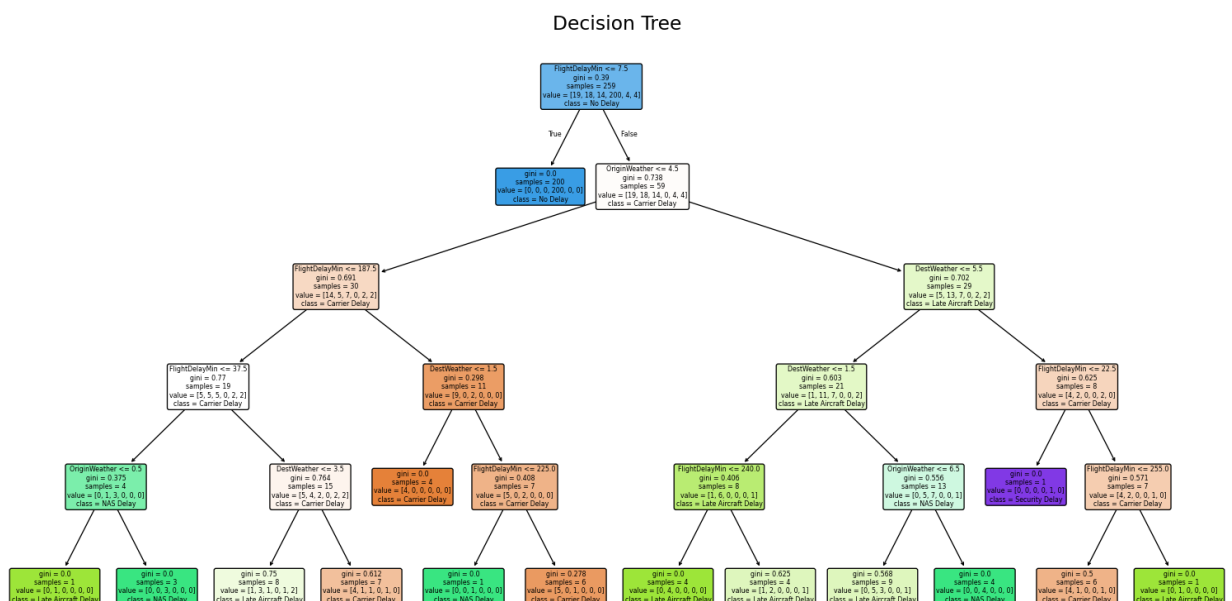 Decision Tree
FlightDelayMin <= 7.5
gini = 0.39
samples = 259
value = [19, 18, 14, 200, 4, 4]
class = No Delay
True
False
gini = 0.0
samples = 200
value = [0, 0, 0, 200, 0, 0]
class = No Delay
OriginWeather <= 4.5
gini = 0.738
samples = 59
value = [19, 18, 14, 0, 4, 4]
class = Carrier Delay
FlightDelayMin <= 187.5
gini = 0.691
samples = 30
value = [14, 5, 7, 0, 2, 2]
class = Carrier Delay
DestWeather <= 5.5
gini = 0.702
samples = 29
value = [5, 13, 7, 0, 2, 2]
class = Late Aircraft Delay
FlightDelayMin <= 37.5
gini = 0.77
samples = 19
value = [5, 5, 5, 0, 2, 2]
class = Carrier Delay
DestWeather <= 1.5
gini = 0.298
samples = 11
value = [9, 0, 2, 0, 0, 0]
class = Carrier Delay
DestWeather <= 1.5
gini = 0.603
samples = 21
value = [1, 11, 7, 0, 0, 2]
class = Late Aircraft Delay
FlightDelayMin <= 22.5
gini = 0.625
samples = 8
value = [4, 2, 0, 0, 2, 0]
class = Carrier Delay
OriginWeather <= 0.5
gini = 0.375
samples = 4
value = [0, 1, 3, 0, 0, 0]
class = NAS Delay
DestWeather <= 3.5
gini = 0.764
samples = 15
value = [5, 4, 2, 0, 2, 2]
class = Carrier Delay
gini = 0.0
samples = 4
value = [4, 0, 0, 0, 0, 0]
class = Carrier Delay
FlightDelayMin <= 225.0
gini = 0.408
samples = 7
value = [5, 0, 2, 0, 0, 0]
class = Carrier Delay
FlightDelayMin <= 240.0
gini = 0.406
samples = 8
value = [1, 6, 0, 0, 0, 1]
class = Late Aircraft Delay
OriginWeather <= 6.5
gini = 0.556
samples = 13
value = [0, 5, 7, 0, 0, 1]
class = NAS Delay
gini = 0.0
samples = 1
value = [0, 0, 0, 0, 1, 0]
class = Security Delay
FlightDelayMin <= 255.0
gini = 0.571
samples = 7
value = [4, 2, 0, 0, 1, 0]
class = Carrier Delay
gini = 0.0
samples = 1
value = [0, 1, 0, 0, 0, 0]
class = Late Aircraft Delay
gini = 0.0
samples = 3
value = [0, 0, 3, 0, 0, 0]
class = NAS Delay
gini = 0.75
samples = 8
value = [1, 3, 1, 0, 1, 2]
class = Late Aircraft Delay
gini = 0.612
samples = 7
value = [4, 1, 1, 0, 1, 0]
class = Carrier Delay
gini = 0.0
samples = 1
value = [0, 0, 1, 0, 0, 0]
class = NAS Delay
gini = 0.278
samples = 6
value = [5, 0, 1, 0, 0, 0]
class = Carrier Delay
gini = 0.0
samples = 4
value = [0, 4, 0, 0, 0, 0]
class = Late Aircraft Delay
gini = 0.625
samples = 4
value = [1, 2, 0, 0, 0, 1]
class = Late Aircraft Delay
gini = 0.568
samples = 9
value = [0, 5, 3, 0, 0, 1]
class = Late Aircraft Delay
gini = 0.0
samples = 4
value = [0, 0, 4, 0, 0, 0]
class = NAS Delay
gini = 0.5
samples = 6
value = [4, 1, 0, 0, 1, 0]
class = Carrier Delay
gini = 0.0
samples = 1
value = [0, 1, 0, 0, 0, 0]
class = Late Aircraft Delay